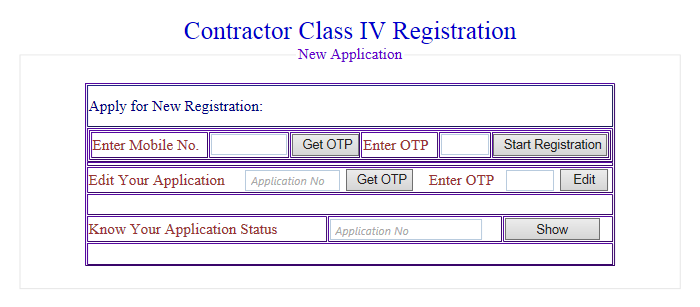 Contractor Class IV Registration
New Application
Apply for New Registration:
Enter Mobile No. Get OTP Enter OTP Start Registration
Edit Your Application Application No Get OTP Enter OTP Edit
Know Your Application Status Application No Show